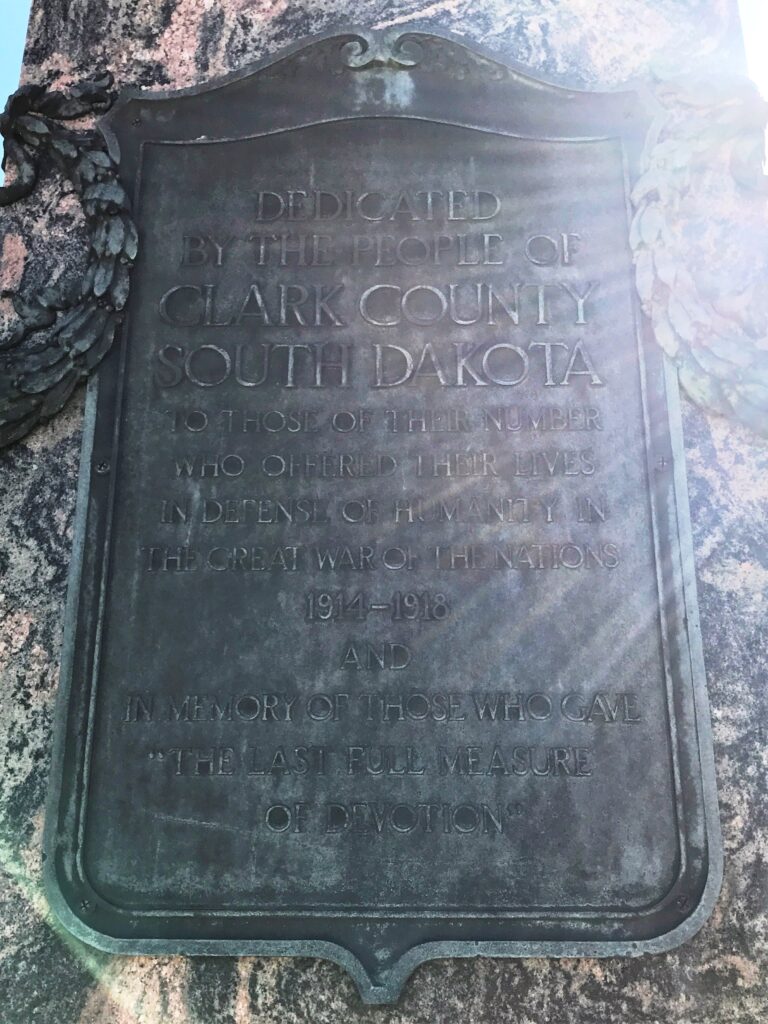 DEDICATED
BY THE PEOPLE OF
CLARK COUNTY
SOUTH DAKOTA
TO THOSE OF THEIR NUMBER
WHO OFFERED THEIR LIVES
IN DEFENSE OF HUMANITY IN
THE GREAT WAR OF THE NATIONS
1914-1918
AND
IN MEMORY OF THOSE WHO GAVE
"THE LAST FULL MEASURE
OF DEVOTION"